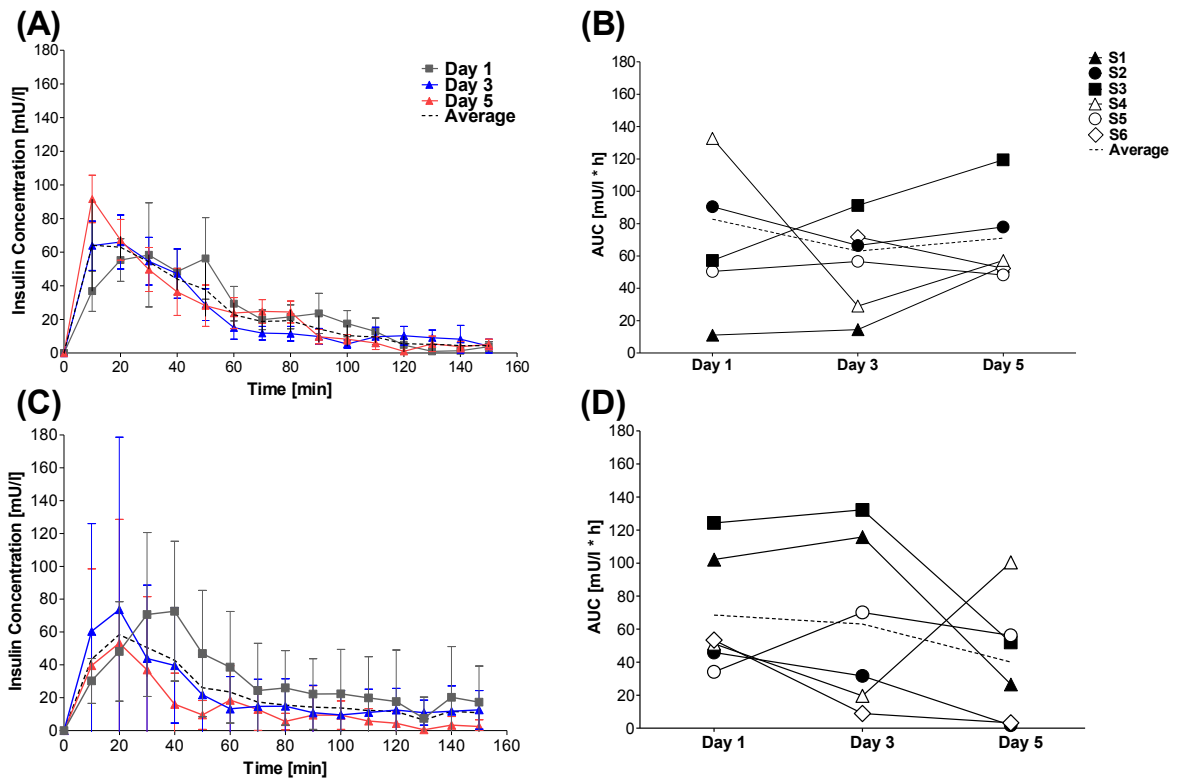 (A)
180
160
140
120
100
80
60
40
20
0
Insulin Concentration [mU/l]
0 20 40 60 80 100 120 140 160
Time [min]
Day 1
Day 3
Day 5
Average
(B)
180
160
140
120
100
80
60
40
20
0
AUC [mU/l * h]
Day 1 Day 3 Day 5
S1
S2
S3
S4
S5
S6
Average
(C)
180
160
140
120
100
80
60
40
20
0
Insulin Concentration [mU/l]
0 20 40 60 80 100 120 140 160
Time [min]
(D)
180
160
140
120
100
80
60
40
20
0
AUC [mU/l * h]
Day 1 Day 3 Day 5